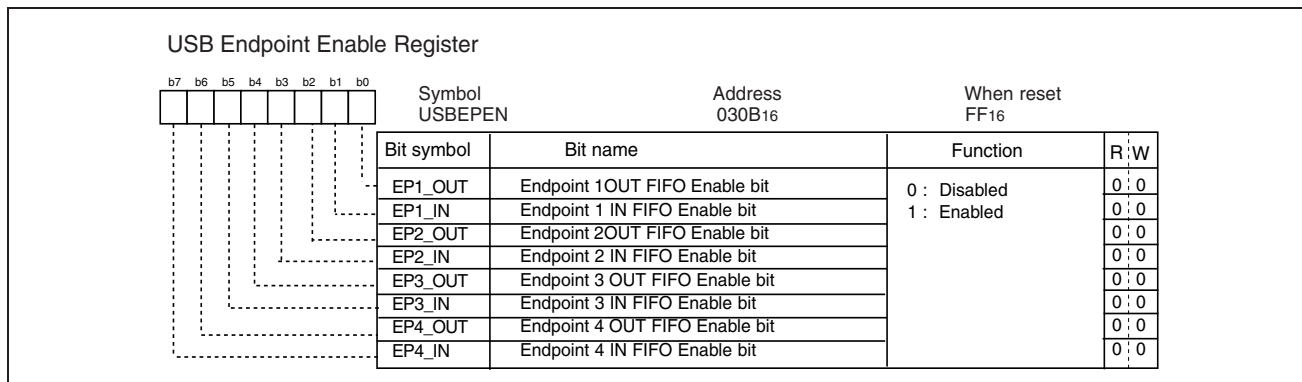 USB Endpoint Enable Register
b7 b6 b5 b4 b3 b2 b1 b0
Symbol Address When reset
USBEPEN 030B16 FF16
Bit symbol Bit name Function R W
EP1_OUT Endpoint 1OUT FIFO Enable bit 0 : Disabled 0 0
EP1_IN Endpoint 1 IN FIFO Enable bit 1 : Enabled 0 0
EP2_OUT Endpoint 2OUT FIFO Enable bit 0 0
EP2_IN Endpoint 2 IN FIFO Enable bit 0 0
EP3_OUT Endpoint 3 OUT FIFO Enable bit 0 0
EP3_IN Endpoint 3 IN FIFO Enable bit 0 0
EP4_OUT Endpoint 4 OUT FIFO Enable bit 0 0
EP4_IN Endpoint 4 IN FIFO Enable bit 0 0